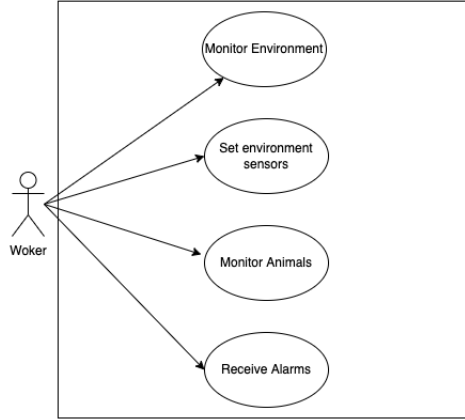 Monitor Environment
Set environment
sensors
Woker
Monitor Animals
Receive Alarms